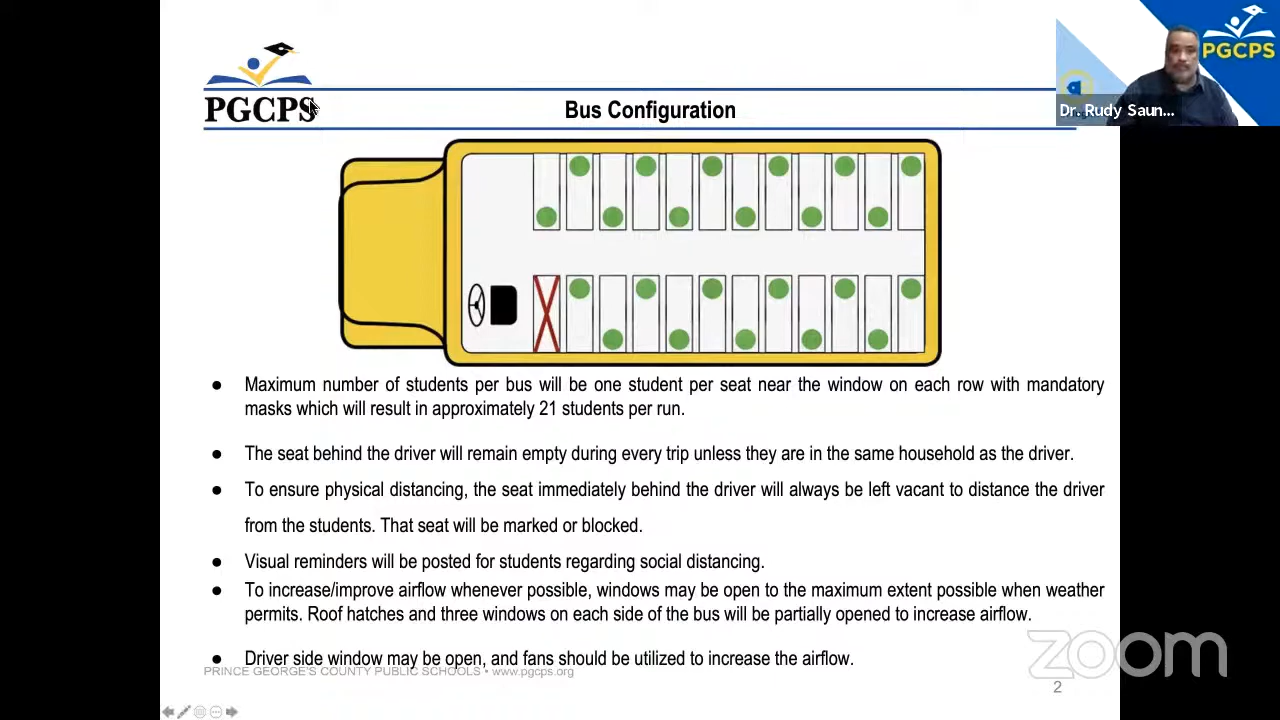 PGCPS
Bus Configuration
PGCPS
Dr. Rudy Saun...
● Maximum number of students per bus will be one student per seat near the window on each row with mandatory
masks which will result in approximately 21 students per run.
● The seat behind the driver will remain empty during every trip unless they are in the same household as the driver.
● To ensure physical distancing, the seat immediately behind the driver will always be left vacant to distance the driver
from the students. That seat will be marked or blocked.
● Visual reminders will be posted for students regarding social distancing.
● To increase/improve airflow whenever possible, windows may be open to the maximum extent possible when weather
permits. Roof hatches and three windows on each side of the bus will be partially opened to increase airflow.
● Driver side window may be open, and fans should be utilized to increase the airflow.
PRINCE GEORGE'S COUNTY PUBLIC SCHOOLS • www.pgcps.org
zoom
2